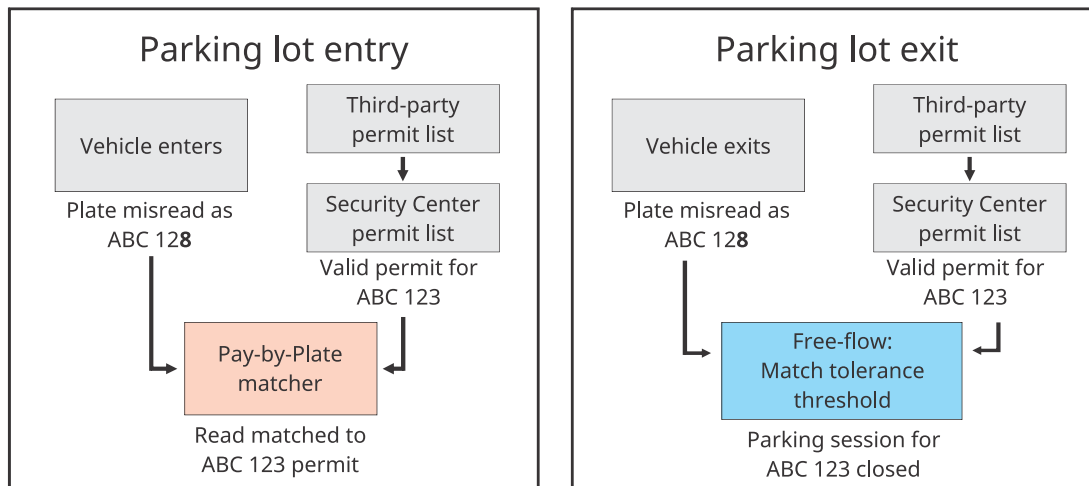 Parking lot entry
Vehicle enters
Plate misread as
ABC 128
Third-party
permit list
Security Center
permit list
Valid permit for
ABC 123
Pay-by-Plate
matcher
Read matched to
ABC 123 permit
Parking lot exit
Vehicle exits
Plate misread as
ABC 128
Third-party
permit list
Security Center
permit list
Valid permit for
ABC 123
Free-flow:
Match tolerance
threshold
Parking session for
ABC 123 closed